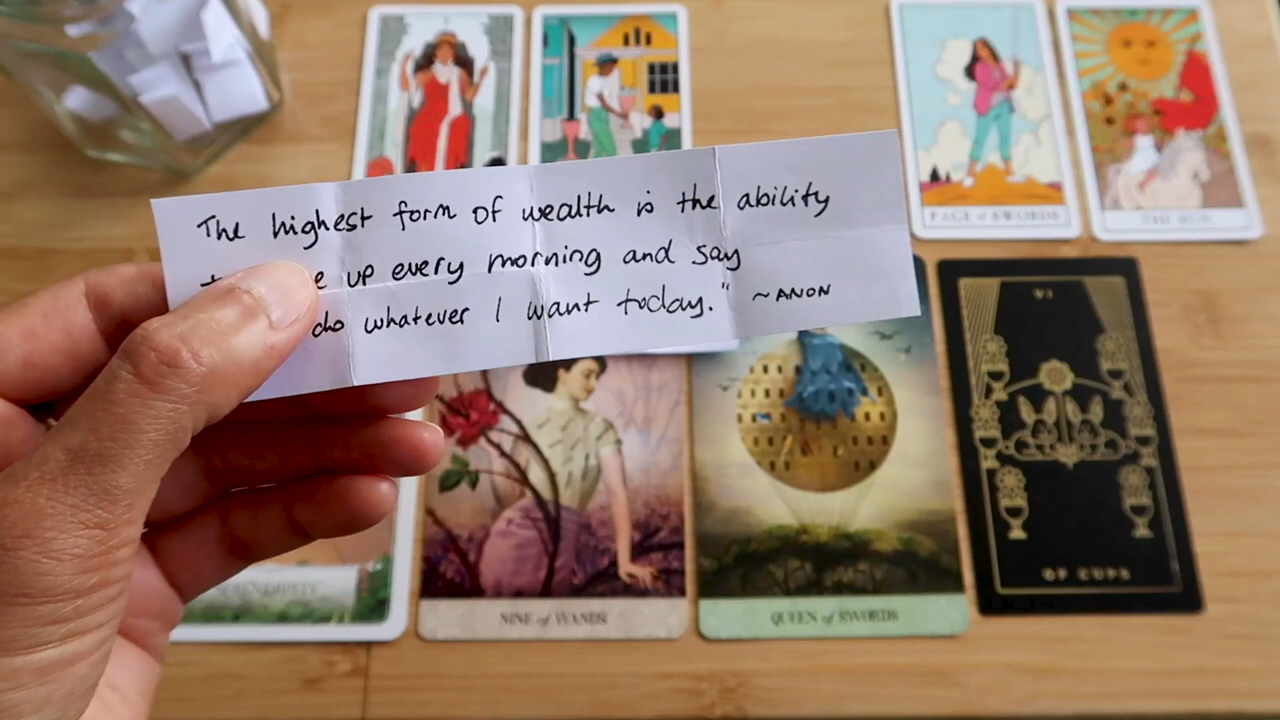 The highest form of wealth is the ability
up every morning and say
do whatever I want today." ~ANON
PAGE of SWORDS
THE SUN
VI
SERENDIPITY
NINE of WANDS
QUEEN of SWORDS
OF CUPS